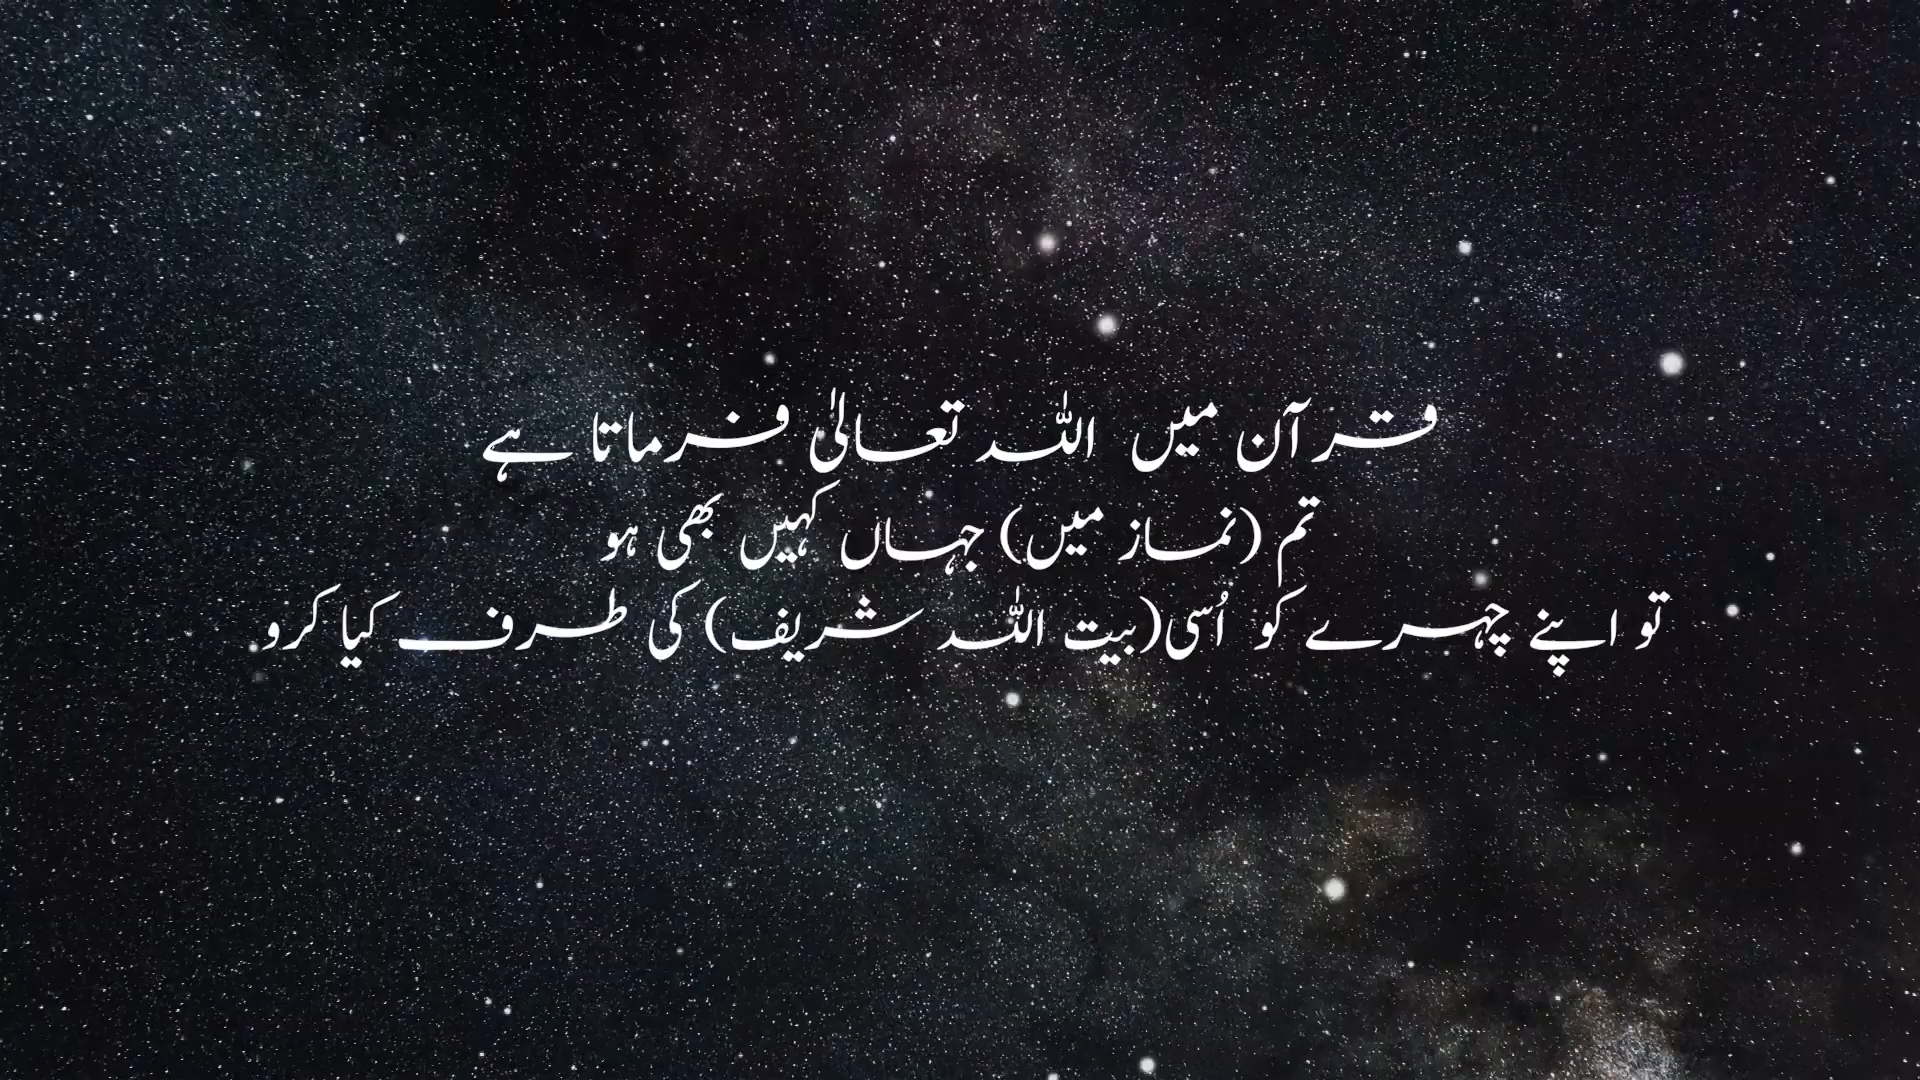 قرآن میں اللہ تعالیٰ فرماتا ہے
تم (نماز میں) جہاں کہیں بھی ہو
تو اپنے چہرے کو اُسی(بیت اللہ شریف) کی طرف کیا کرو